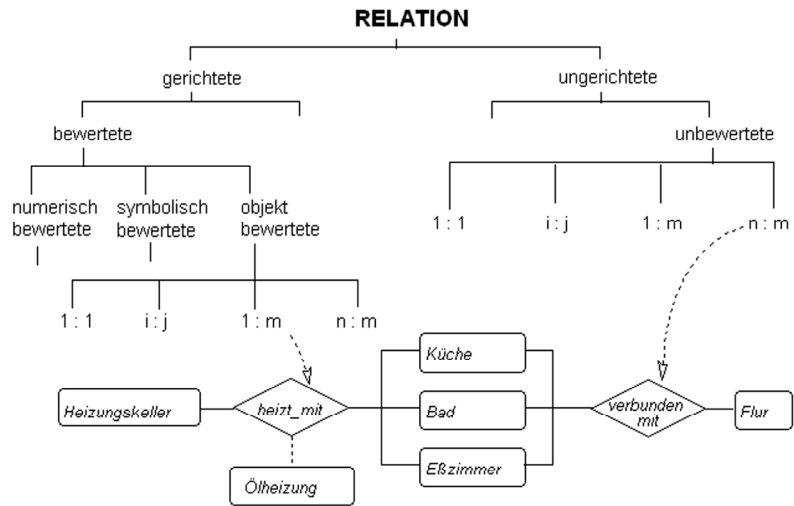 RELATION
gerichtete
ungerichtete
bewertete
unbewertete
numerisch
bewertete
symbolisch
bewertete
objekt
bewertete
1 : 1
i : j
1 : m
n : m
1 : 1
i : j
1 : m
n : m
Küche
Heizungskeller
heizt_mit
Bad
verbunden
mit
Flur
Eßzimmer
Ölheizung